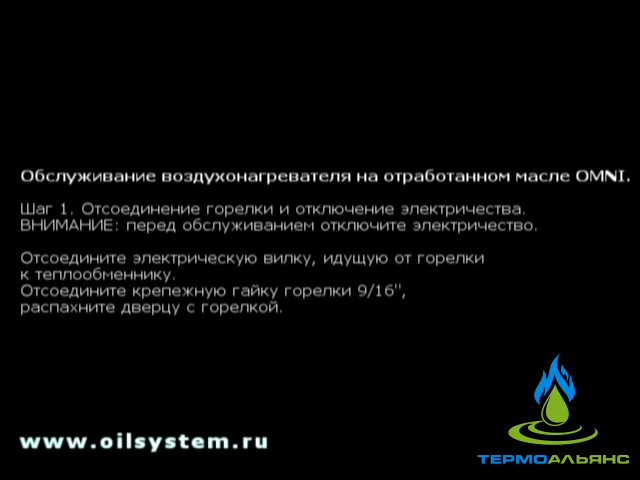 Обслуживание воздухонагревателя на отработанном масле OMNI.
Шаг 1. Отсоединение горелки и отключение электричества.
ВНИМАНИЕ: перед обслуживанием отключите электричество.
Отсоедините электрическую вилку, идущую от горелки
к теплообменнику.
Отсоедините крепежную гайку горелки 9/16",
распахните дверцу с горелкой.
www.oilsystem.ru
ТЕРМОАЛЬЯНС